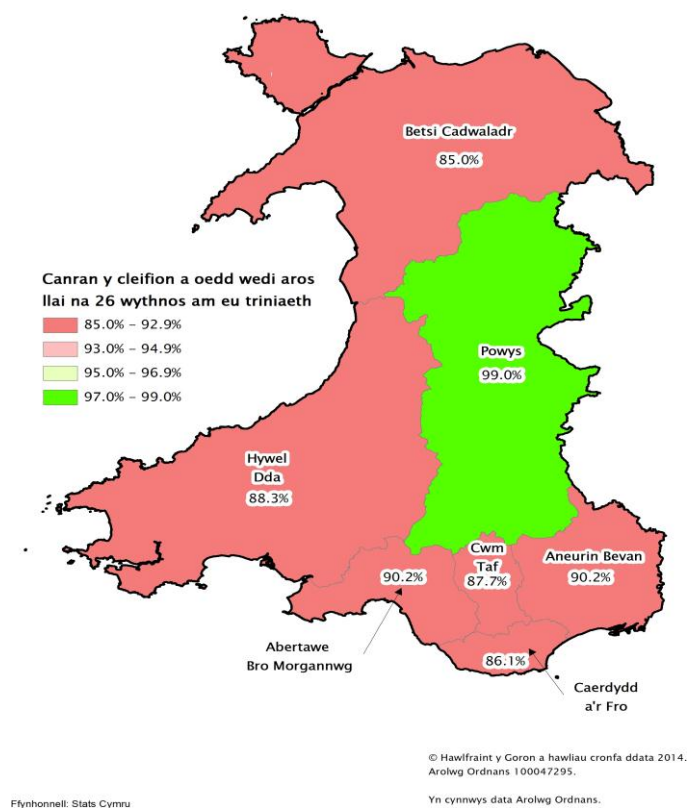 Betsi Cadwaladr
85.0%
Canran y cleifion a oedd wedi aros
llai na 26 wythnos am eu triniaeth
85.0% – 92.9%
93.0% – 94.9%
95.0% – 96.9%
97.0% – 99.0%
Powys
99.0%
Hywel
Dda
88.3%
Cwm
Taf
87.7%
Aneurin Bevan
90.2%
90.2%
Abertawe
Bro Morgannwg
86.1%
Caerdydd
a'r Fro
© Hawlfraint y Goron a hawliau cronfa ddata 2014.
Arolwg Ordnans 100047295.
Yn cynnwys data Arolwg Ordnans.
Ffynhonnell: Stats Cymru